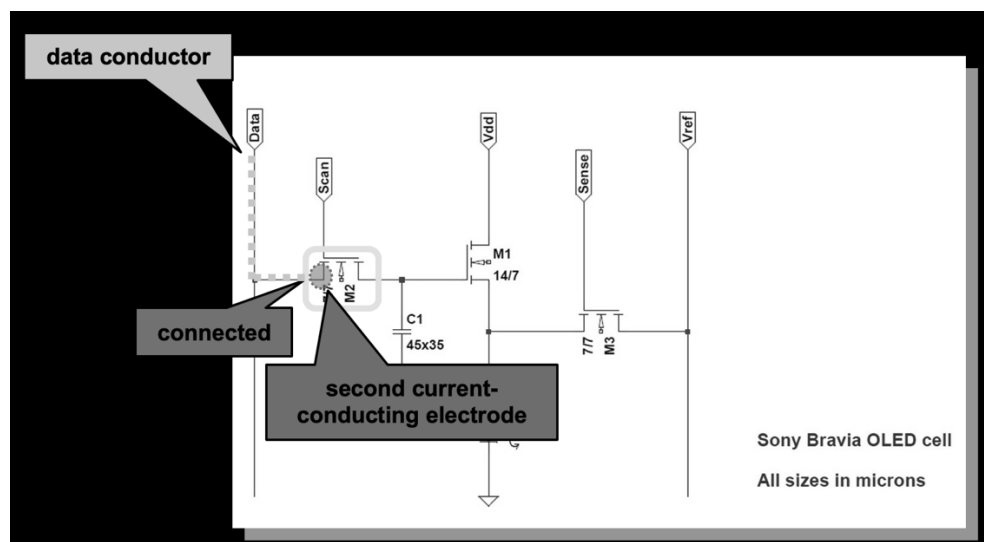 data conductor
Data
Scan
Vdd
Sense
Vref
M1
14/7
M2
C1
45x35
7/7
M3
connected
second current-
conducting electrode
Sony Bravia OLED cell
All sizes in microns